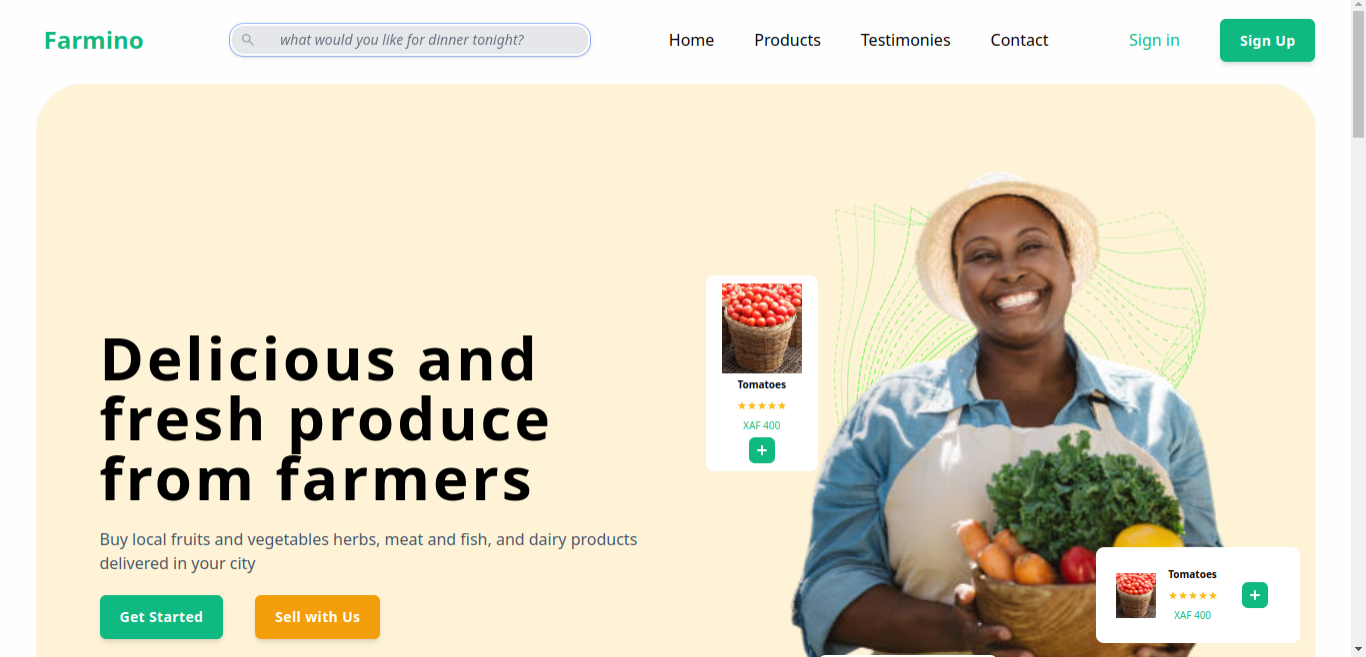 Farmino
what would you like for dinner tonight?
Home
Products
Testimonies
Contact
Sign in
Sign Up
Delicious and
fresh produce
from farmers
Buy local fruits and vegetables herbs, meat and fish, and dairy products
delivered in your city
Get Started
Sell with Us
Tomatoes
XAF 400
+
Tomatoes
XAF 400
+